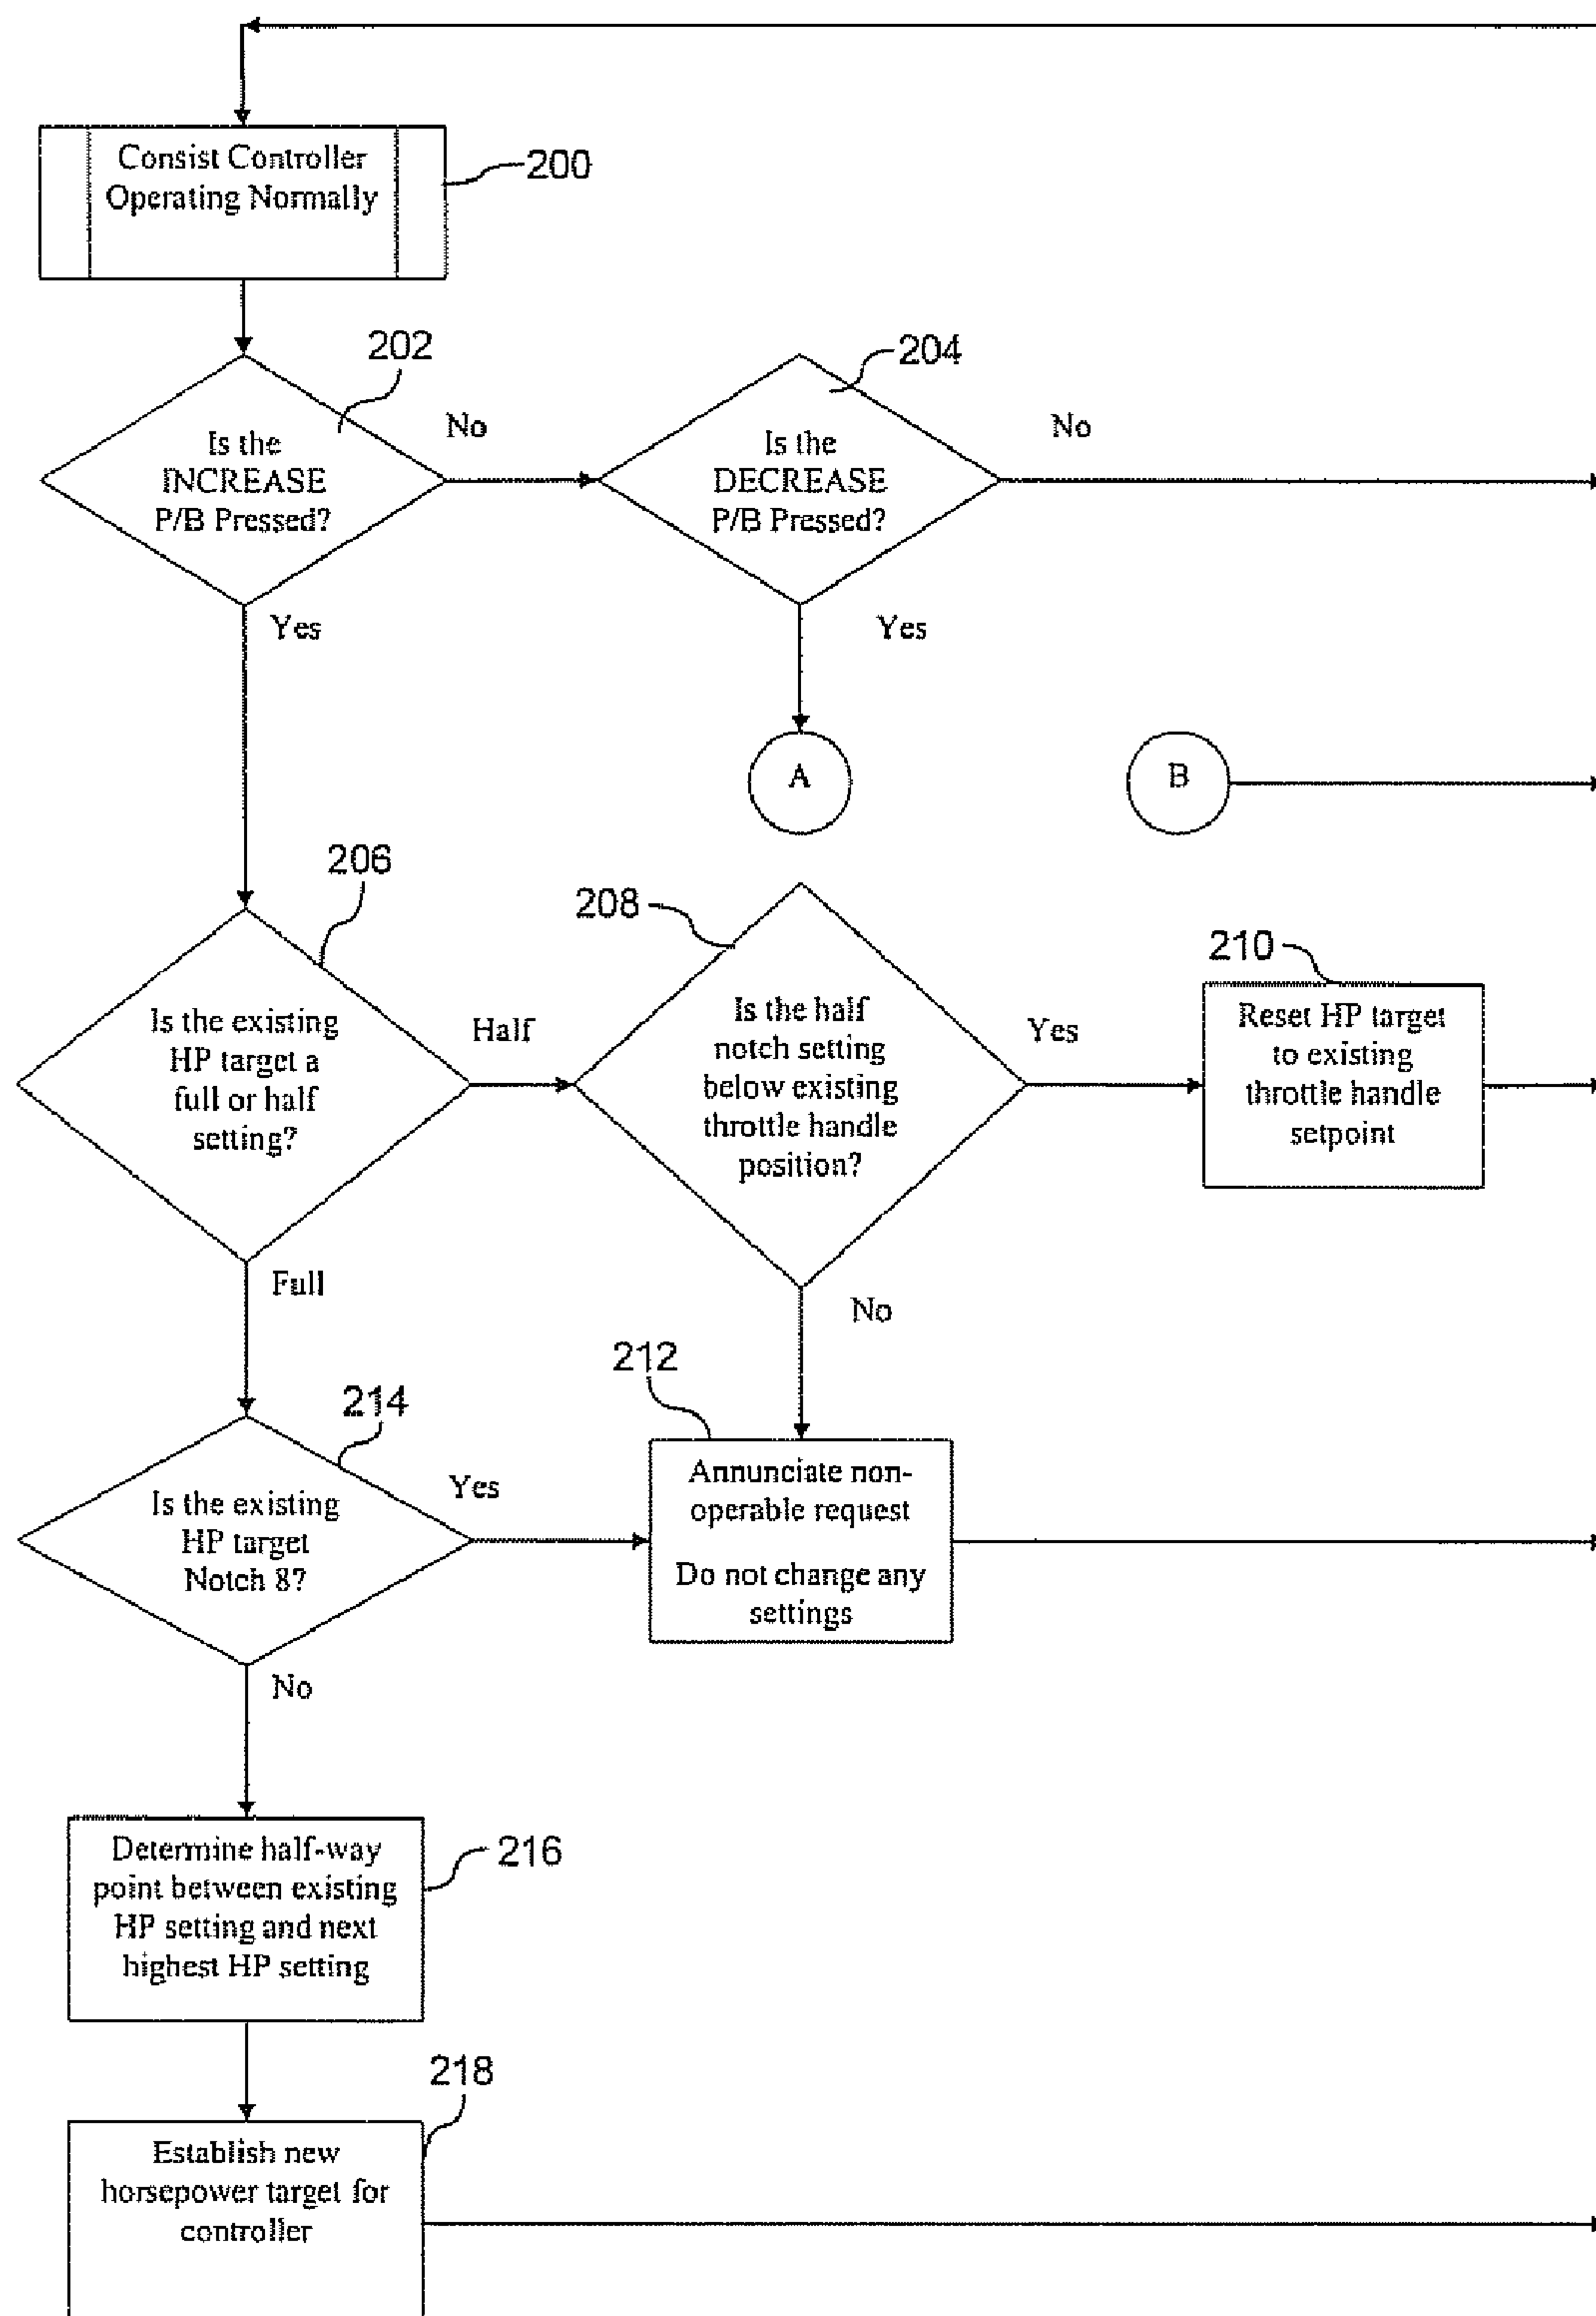 Consist Controller
Operating Normally
200
202
204
Is the
INCREASE
P/B Pressed?
No
Is the
DECREASE
P/B Pressed?
No
Yes
Yes
A
B
206
208
210
Is the existing
HP target a
full or half
setting?
Half
Is the half
notch setting
below existing
throttle handle
position?
Yes
Reset HP target
to existing
throttle handle
setpoint
Full
No
212
214
Is the existing
HP target
Notch 8?
Yes
Annunciate non-
operable request
Do not change any
settings
No
Determine half-way
point between existing
HP setting and next
highest HP setting
216
218
Establish new
horsepower target for
controller